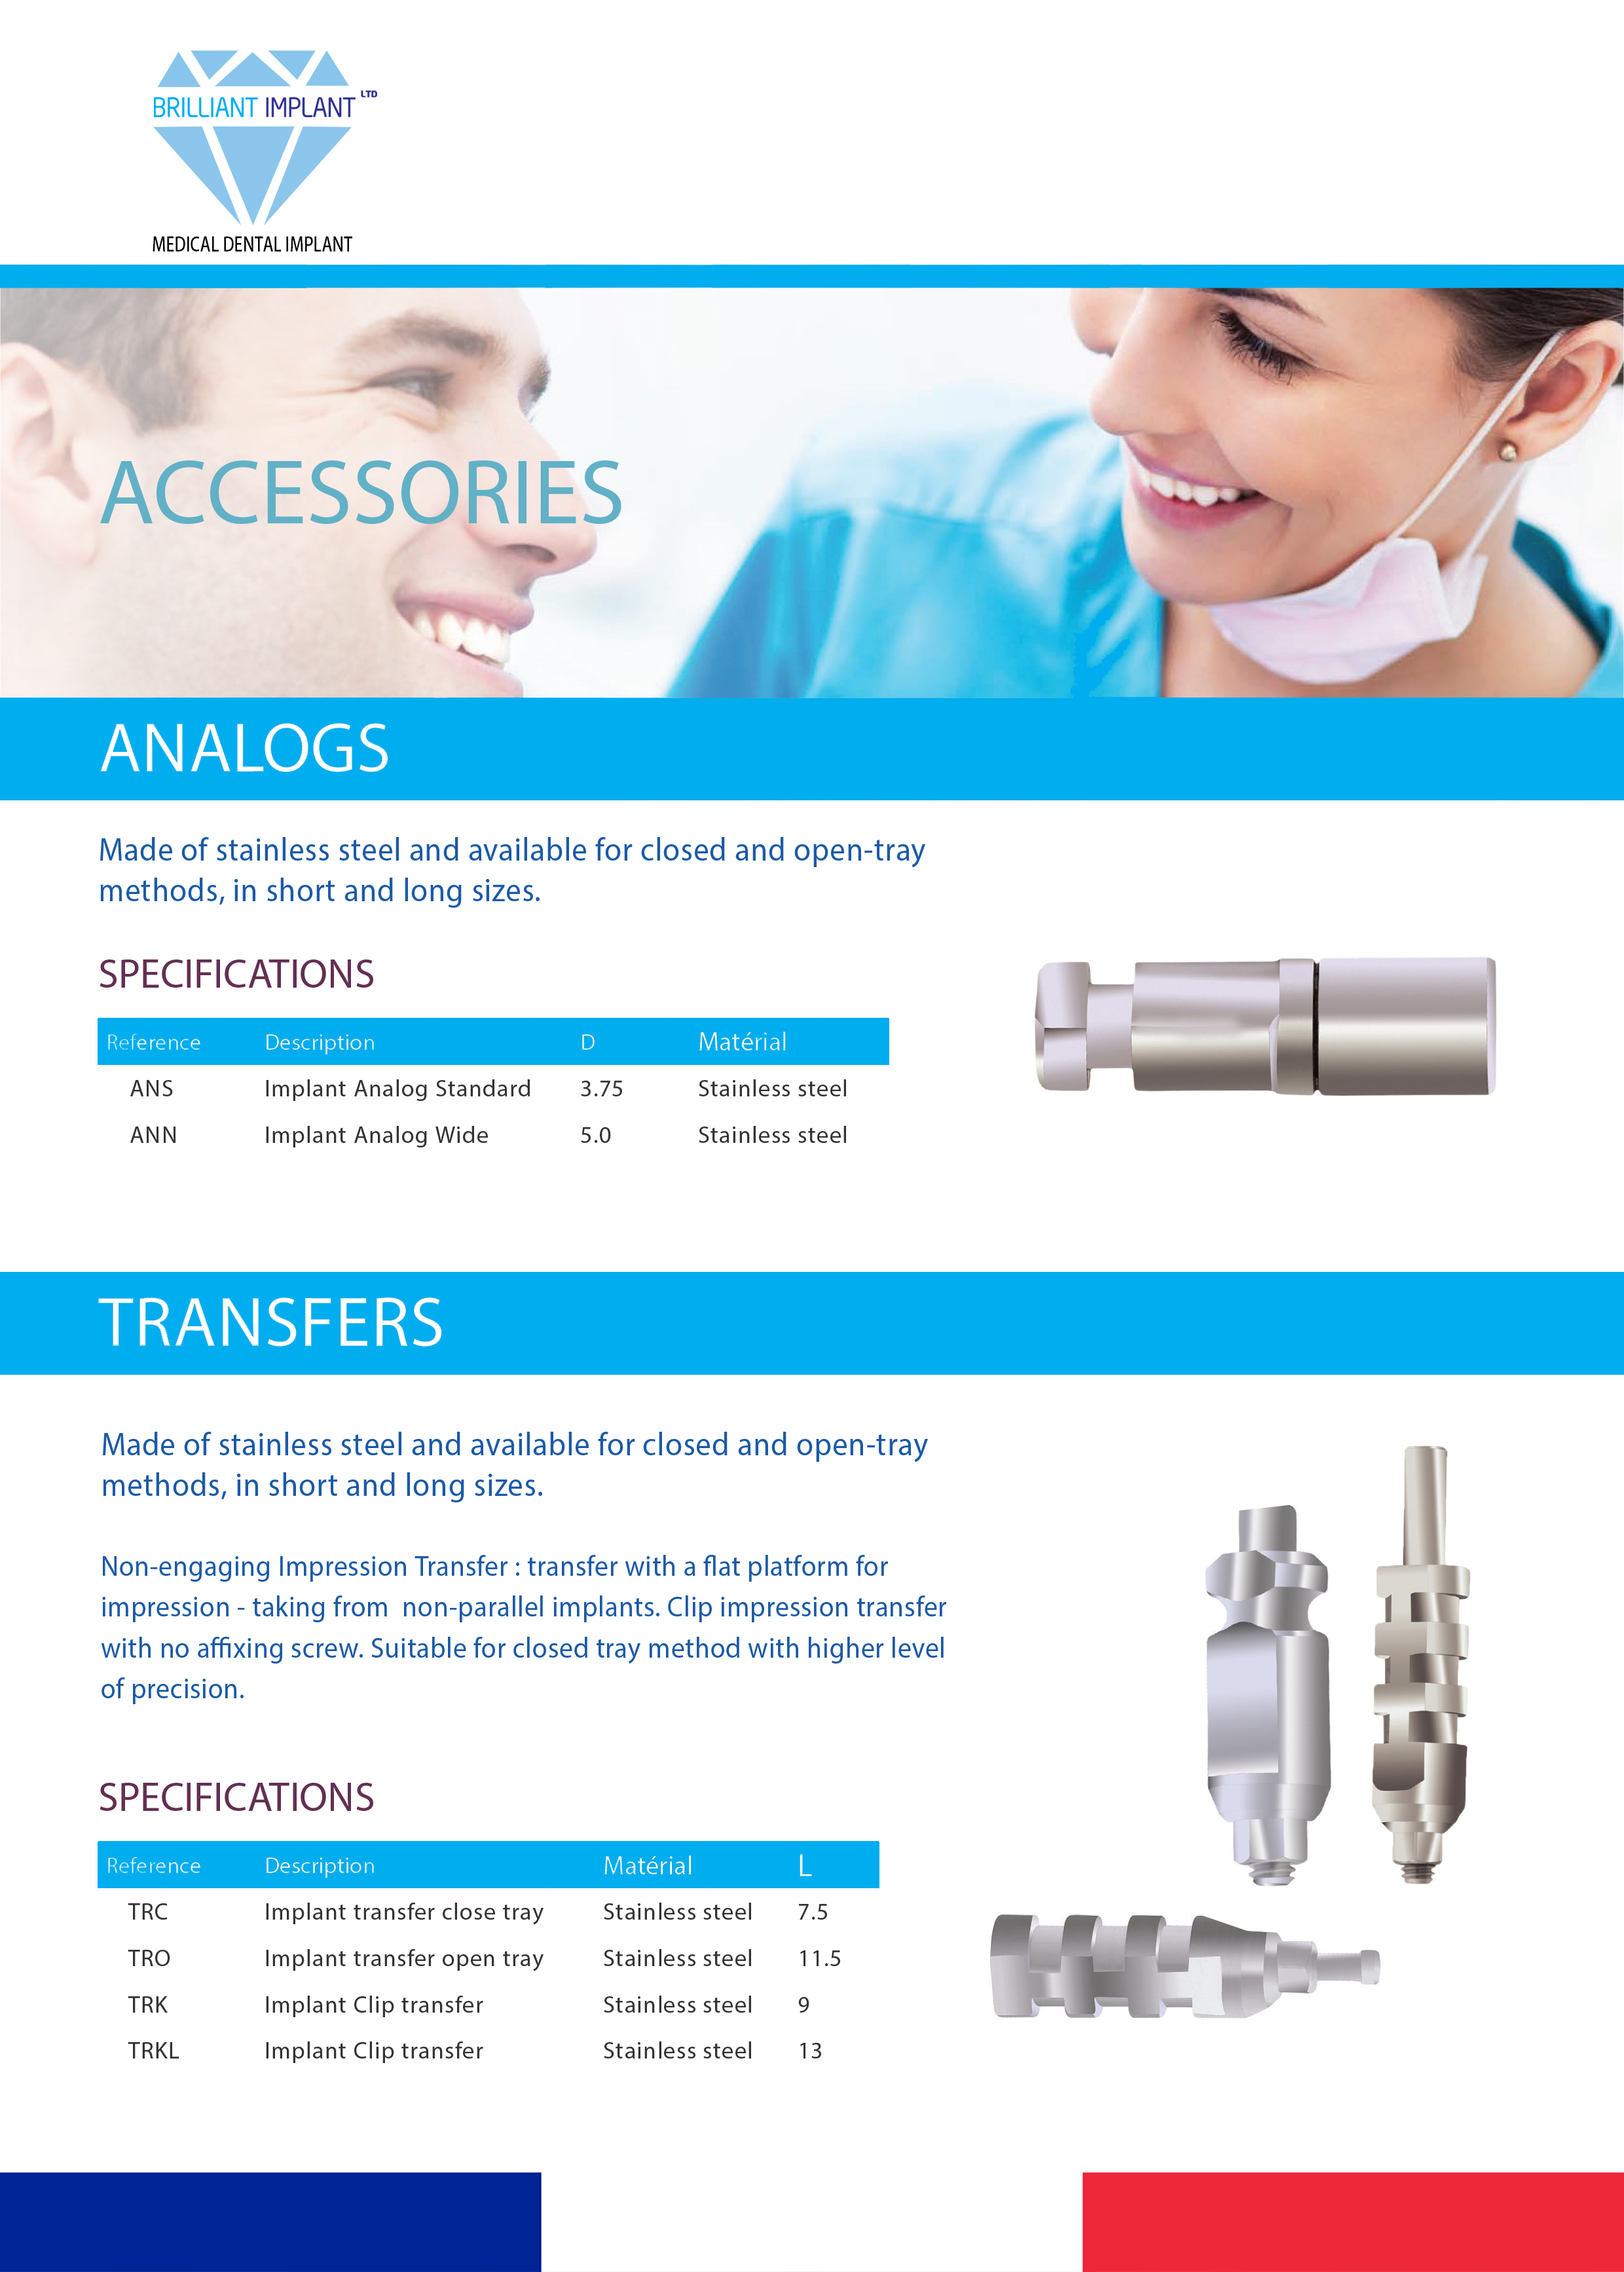 BRILLIANT IMPLANT LTD
MEDICAL DENTAL IMPLANT
ACCESSORIES
ANALOGS
Made of stainless steel and available for closed and open-tray
methods, in short and long sizes.
SPECIFICATIONS
Reference Description D Matérial
ANS Implant Analog Standard 3.75 Stainless steel
ANN Implant Analog Wide 5.0 Stainless steel
TRANSFERS
Made of stainless steel and available for closed and open-tray
methods, in short and long sizes.
Non-engaging Impression Transfer : transfer with a flat platform for
impression - taking from non-parallel implants. Clip impression transfer
with no affixing screw. Suitable for closed tray method with higher level
of precision.
SPECIFICATIONS
Reference Description Matérial L
TRC Implant transfer close tray Stainless steel 7.5
TRO Implant transfer open tray Stainless steel 11.5
TRK Implant Clip transfer Stainless steel 9
TRKL Implant Clip transfer Stainless steel 13